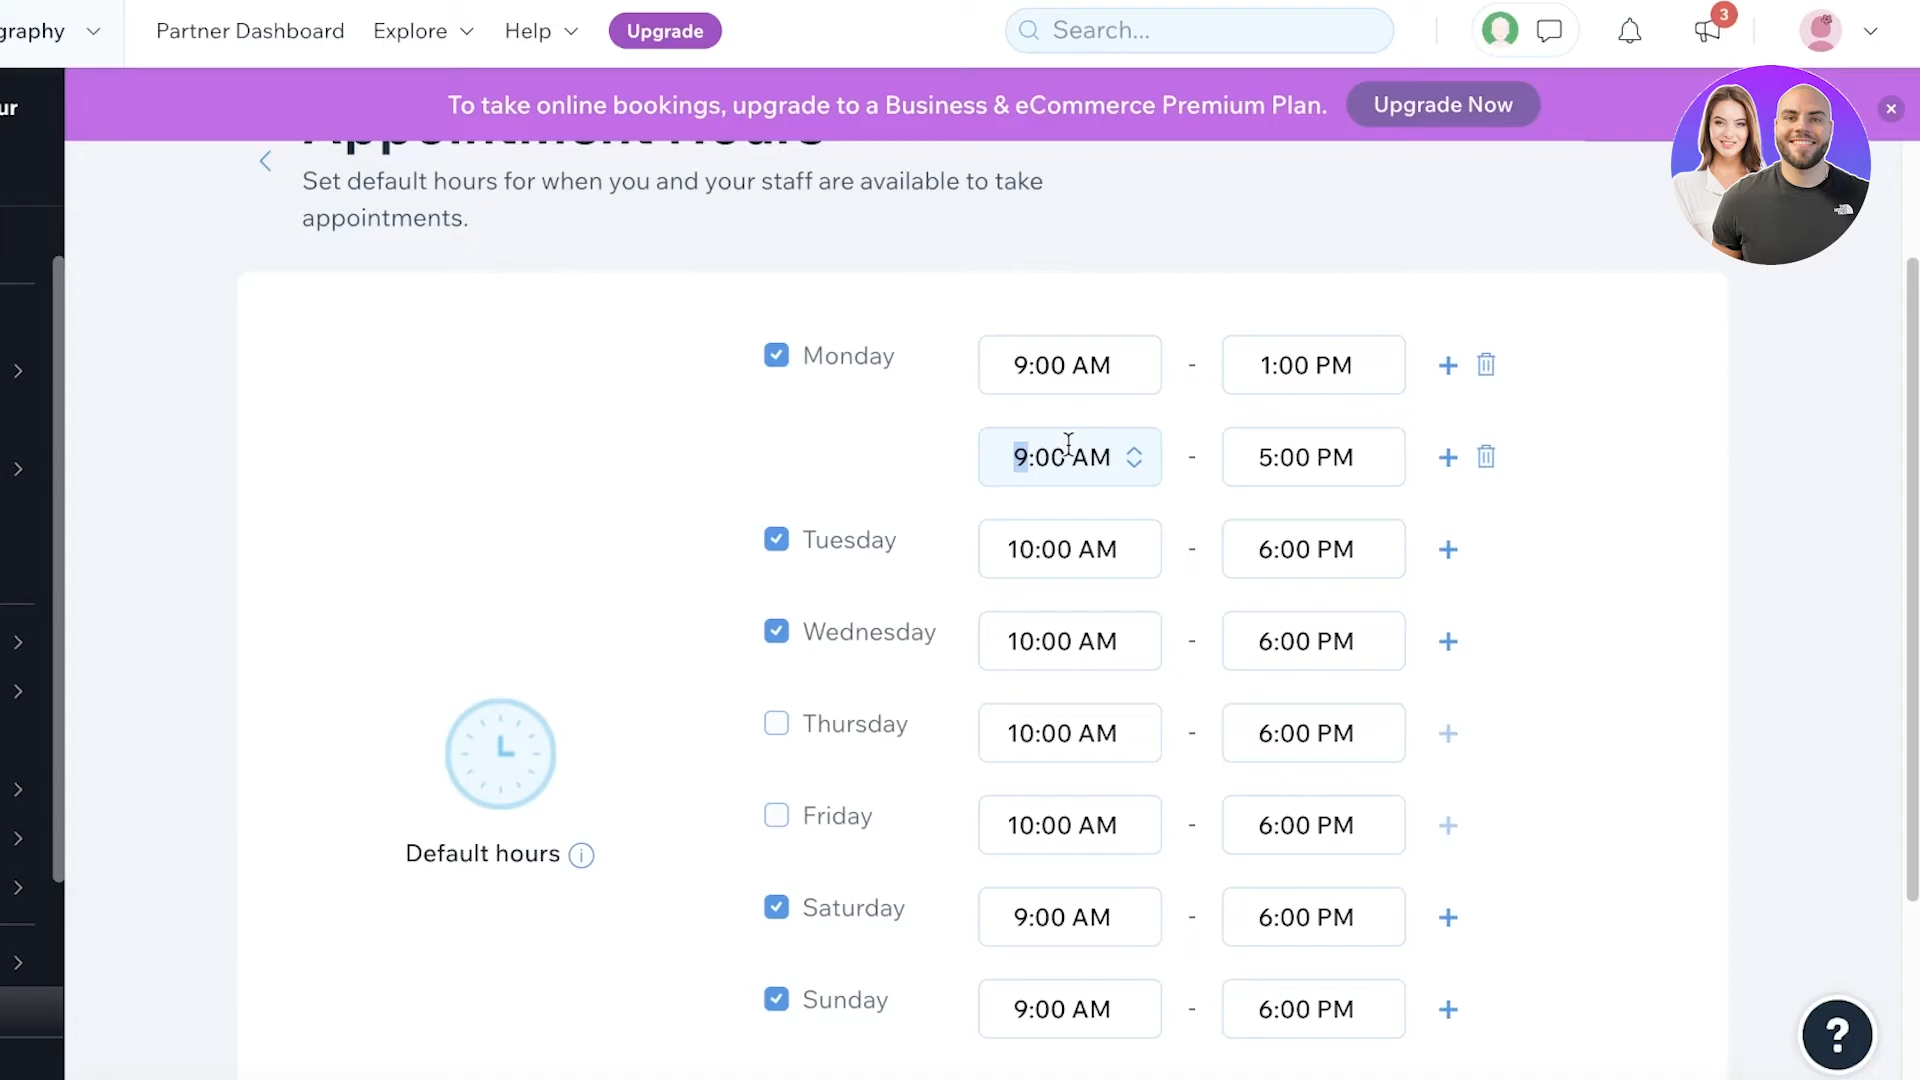 Partner Dashboard
Explore
Help
Upgrade
Search...
3
To take online bookings, upgrade to a Business & eCommerce Premium Plan.
Upgrade Now
Appointment Hours
Set default hours for when you and your staff are available to take
appointments.
Monday 9:00 AM - 1:00 PM +
9:00 AM - 5:00 PM +
Tuesday 10:00 AM - 6:00 PM +
Wednesday 10:00 AM - 6:00 PM +
Thursday 10:00 AM - 6:00 PM +
Friday 10:00 AM - 6:00 PM +
Default hours i
Saturday 9:00 AM - 6:00 PM +
Sunday 9:00 AM - 6:00 PM +
?